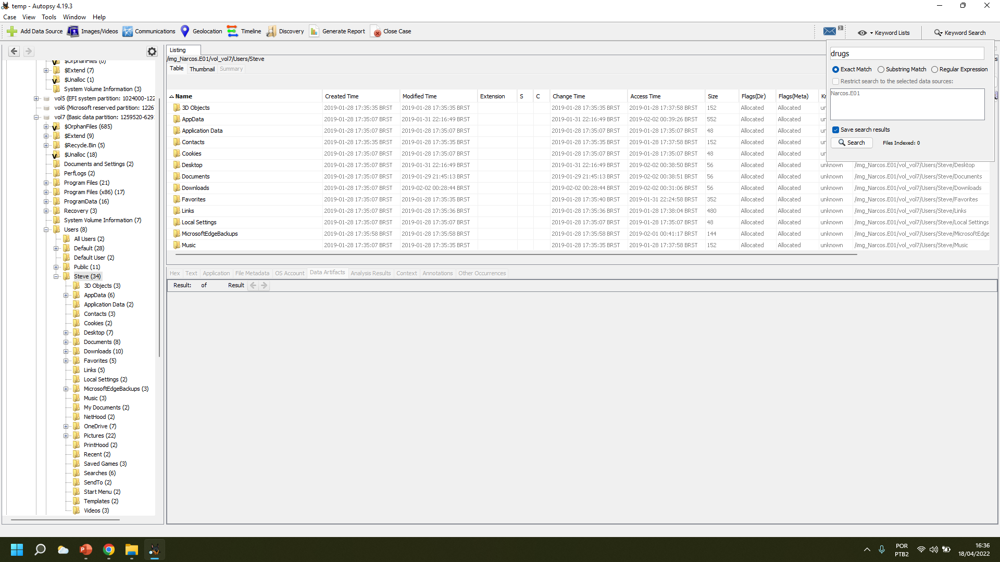 temp - Autopsy 4.19.3
Case View Tools Window Help
Add Data Source Images/Videos Communications Geolocation Timeline Discovery Generate Report Close Case 3 Keyword Lists Keyword Search
Listing
/img_Narcos.E01/vol_vol7/Users/Steve
Table Thumbnail Summary
Name Created Time Modified Time Extension S C Change Time Access Time Size Flags(Dir) Flags(Meta)
3D Objects 2019-01-28 17:35:35 BRST 2019-01-28 17:35:35 BRST 2019-01-28 17:35:35 BRST 2019-01-28 17:37:58 BRST 152 Allocated Allocated
AppData 2019-01-28 17:35:07 BRST 2019-01-31 22:16:49 BRST 2019-01-31 22:16:49 BRST 2019-02-02 00:39:26 BRST 552 Allocated Allocated
Application Data 2019-01-28 17:35:07 BRST 2019-01-28 17:35:07 BRST 2019-01-28 17:35:07 BRST 2019-01-28 17:35:07 BRST 48 Allocated Allocated
Contacts 2019-01-28 17:35:35 BRST 2019-01-28 17:35:35 BRST 2019-01-28 17:35:35 BRST 2019-01-28 17:37:58 BRST 152 Allocated Allocated
Cookies 2019-01-28 17:35:07 BRST 2019-01-28 17:35:07 BRST 2019-01-28 17:35:07 BRST 2019-01-28 17:35:07 BRST 48 Allocated Allocated
Desktop 2019-01-28 17:35:07 BRST 2019-01-31 22:16:49 BRST 2019-01-31 22:16:49 BRST 2019-02-02 00:38:50 BRST 56 Allocated Allocated unknown /img_Narcos.E01/vol_vol7/Users/Steve/Desktop
Documents 2019-01-28 17:35:07 BRST 2019-01-29 21:45:13 BRST 2019-01-29 21:45:13 BRST 2019-02-02 00:38:51 BRST 56 Allocated Allocated unknown /img_Narcos.E01/vol_vol7/Users/Steve/Documents
Downloads 2019-01-28 17:35:07 BRST 2019-02-02 00:28:44 BRST 2019-02-02 00:28:44 BRST 2019-02-02 00:31:06 BRST 56 Allocated Allocated unknown /img_Narcos.E01/vol_vol7/Users/Steve/Downloads
Favorites 2019-01-28 17:35:07 BRST 2019-01-28 17:35:35 BRST 2019-01-28 17:35:40 BRST 2019-01-31 22:24:58 BRST 352 Allocated Allocated unknown /img_Narcos.E01/vol_vol7/Users/Steve/Favorites
Links 2019-01-28 17:35:07 BRST 2019-01-28 17:35:36 BRST 2019-01-28 17:35:36 BRST 2019-01-28 17:38:04 BRST 480 Allocated Allocated unknown /img_Narcos.E01/vol_vol7/Users/Steve/Links
Local Settings 2019-01-28 17:35:07 BRST 2019-01-28 17:35:07 BRST 2019-01-28 17:35:07 BRST 2019-01-28 17:35:07 BRST 48 Allocated Allocated unknown /img_Narcos.E01/vol_vol7/Users/Steve/Local Settings
MicrosoftEdgeBackups 2019-01-28 17:35:58 BRST 2019-01-28 17:35:58 BRST 2019-01-28 17:35:58 BRST 2019-02-01 00:41:17 BRST 144 Allocated Allocated unknown /img_Narcos.E01/vol_vol7/Users/Steve/MicrosoftEdge
Music 2019-01-28 17:35:07 BRST 2019-01-28 17:35:35 BRST 2019-01-28 17:35:35 BRST 2019-01-28 17:37:58 BRST 152 Allocated Allocated unknown /img_Narcos.E01/vol_vol7/Users/Steve/Music
drugs
Exact Match Substring Match Regular Expression
Restrict search to the selected data sources:
Narcos.E01
Save search results
Search Files Indexed: 0
$OrphanFiles (0)
$Extend (7)
$Unalloc (1)
System Volume Information (3)
vol5 (EFI system partition: 1024000-122
vol6 (Microsoft reserved partition: 1226
vol7 (Basic data partition: 1259520-6291
$OrphanFiles (685)
$Extend (9)
$Recycle.Bin (5)
$Unalloc (18)
Documents and Settings (2)
PerfLogs (2)
Program Files (21)
Program Files (x86) (17)
ProgramData (16)
Recovery (3)
System Volume Information (7)
Users (8)
All Users (2)
Default (28)
Default User (2)
Public (11)
Steve (34)
3D Objects (3)
AppData (6)
Application Data (2)
Contacts (3)
Cookies (2)
Desktop (7)
Documents (8)
Downloads (10)
Favorites (5)
Links (5)
Local Settings (2)
MicrosoftEdgeBackups (3)
Music (3)
My Documents (2)
NetHood (2)
OneDrive (7)
Pictures (22)
PrintHood (2)
Recent (2)
Saved Games (3)
Searches (6)
SendTo (2)
Start Menu (2)
Templates (2)
Videos (3)
Hex Text Application File Metadata OS Account Data Artifacts Analysis Results Context Annotations Other Occurrences
Result: of Result
POR
PTB2
16:36
18/04/2022